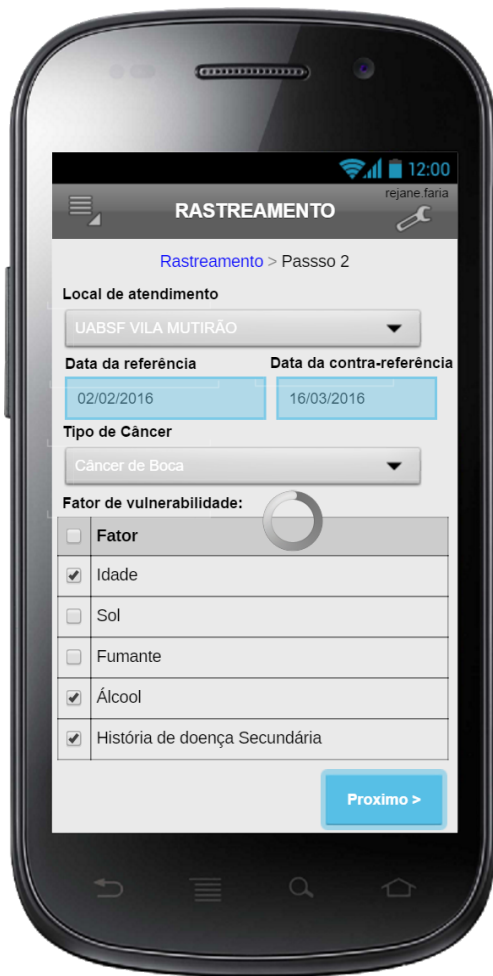 12:00
rejane.faria
RASTREAMENTO
Rastreamento > Passso 2
Local de atendimento
UABSF VILA MUTIRÃO
Data da referência Data da contra-referência
02/02/2016 16/03/2016
Tipo de Câncer
Câncer de Boca
Fator de vulnerabilidade:
Fator
Idade
Sol
Fumante
Álcool
História de doença Secundária
Proximo >